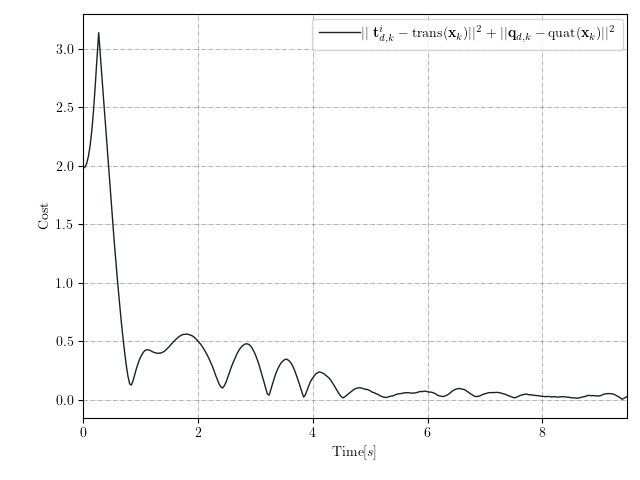 || t^i_{d,k} − trans(x_k)||^2 + ||q_{d,k} − quat(x_k)||^2
3.0
2.5
2.0
1.5
1.0
0.5
0.0
Cost
0 2 4 6 8
Time[s]